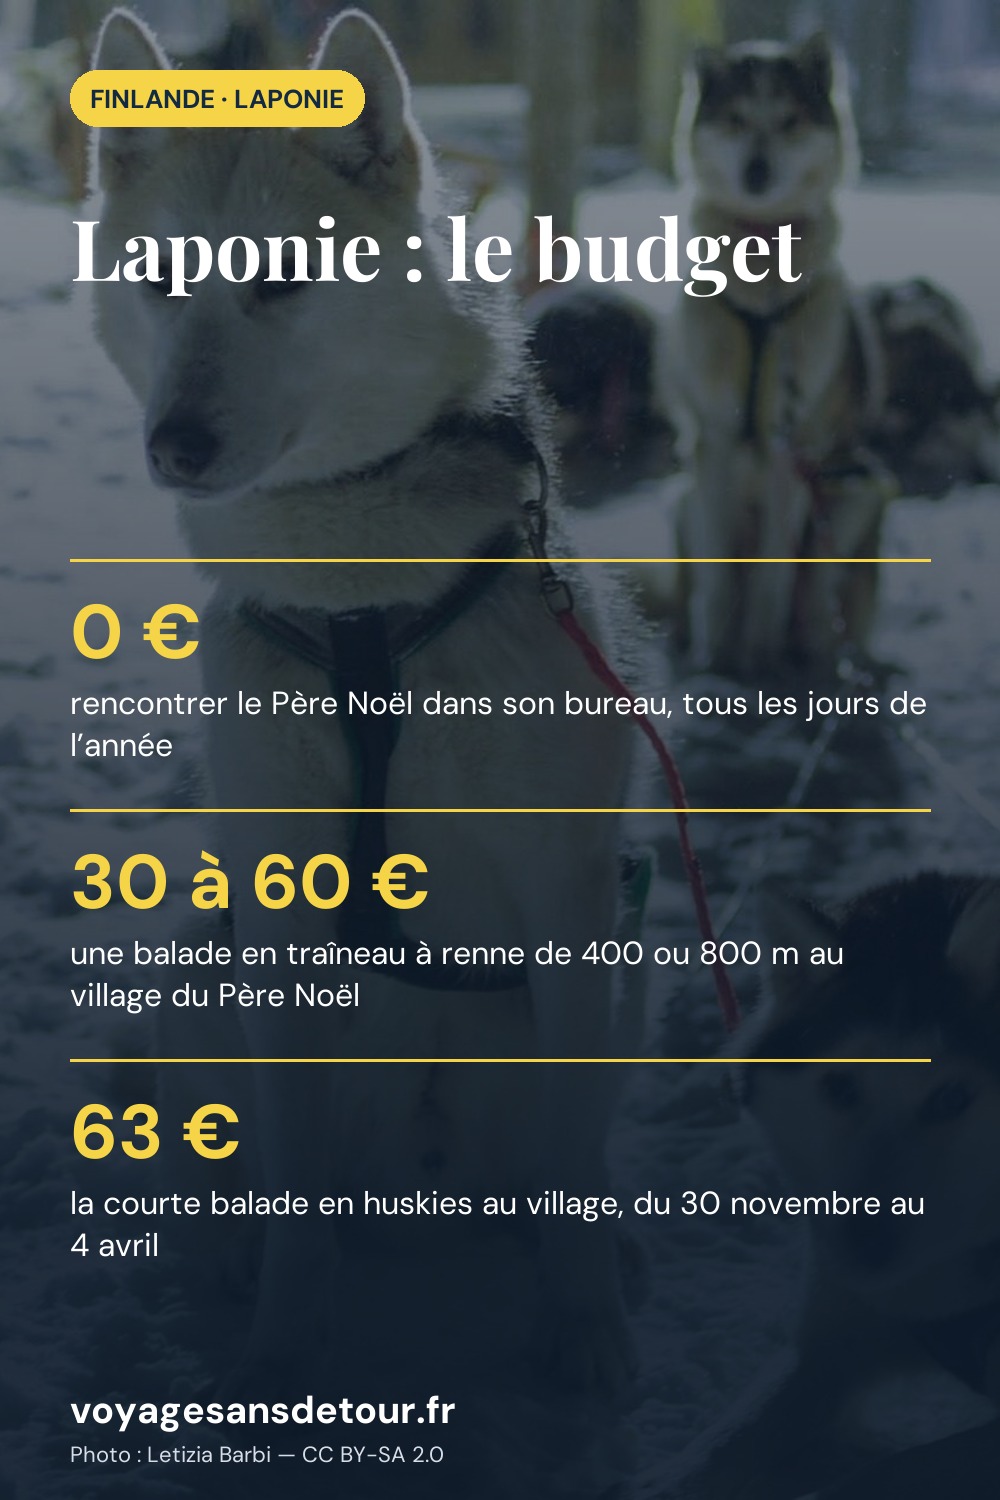 FINLANDE · LAPONIE
Laponie : le budget
0 €
rencontrer le Père Noël dans son bureau, tous les jours de
l’année
30 à 60 €
une balade en traîneau à renne de 400 ou 800 m au
village du Père Noël
63 €
la courte balade en huskies au village, du 30 novembre au
4 avril
voyagesansdetour.fr
Photo : Letizia Barbi — CC BY-SA 2.0